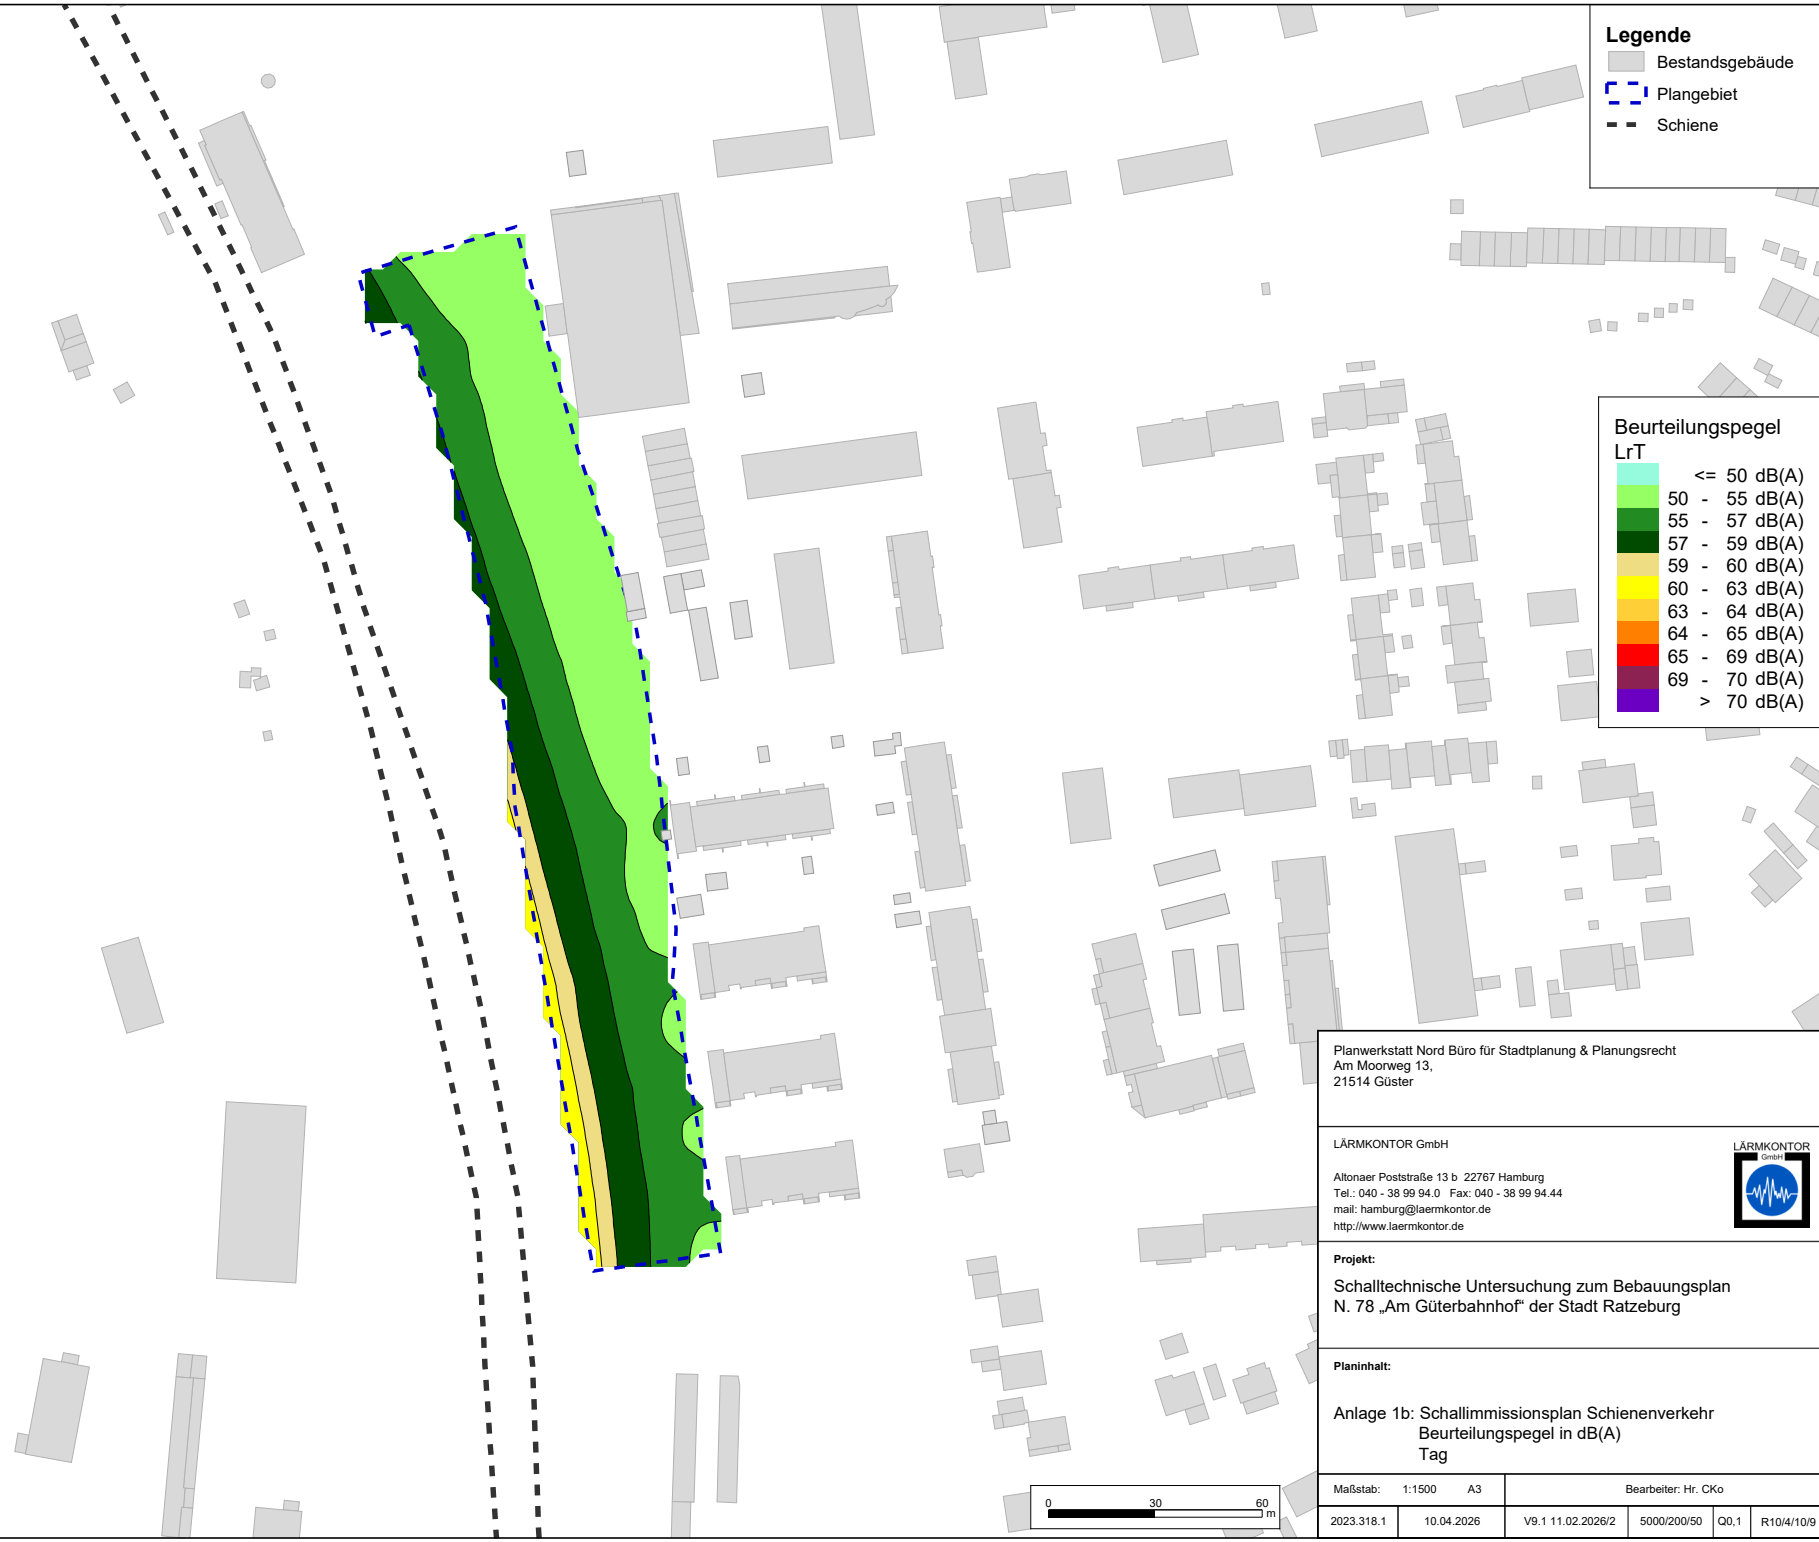 Legende
Bestandsgebäude
Plangebiet
Schiene
Beurteilungspegel
LrT
<= 50 dB(A)
50 - 55 dB(A)
55 - 57 dB(A)
57 - 59 dB(A)
59 - 60 dB(A)
60 - 63 dB(A)
63 - 64 dB(A)
64 - 65 dB(A)
65 - 69 dB(A)
69 - 70 dB(A)
> 70 dB(A)
Planwerkstatt Nord Büro für Stadtplanung & Planungsrecht
Am Moorweg 13,
21514 Güster
LÄRMKONTOR GmbH
Altonaer Poststraße 13 b 22767 Hamburg
Tel.: 040 - 38 99 94.0 Fax: 040 - 38 99 94.44
mail: hamburg@laermkontor.de
http://www.laermkontor.de
LÄRMKONTOR
GmbH
Projekt:
Schalltechnische Untersuchung zum Bebauungsplan
N. 78 „Am Güterbahnhof“ der Stadt Ratzeburg
Planinhalt:
Anlage 1b: Schallimmissionsplan Schienenverkehr
Beurteilungspegel in dB(A)
Tag
Maßstab: 1:1500 A3
Bearbeiter: Hr. CKo
2023.318.1 10.04.2026 V9.1 11.02.2026/2 5000/200/50 Q0,1 R10/4/10/9
0 30 60
m